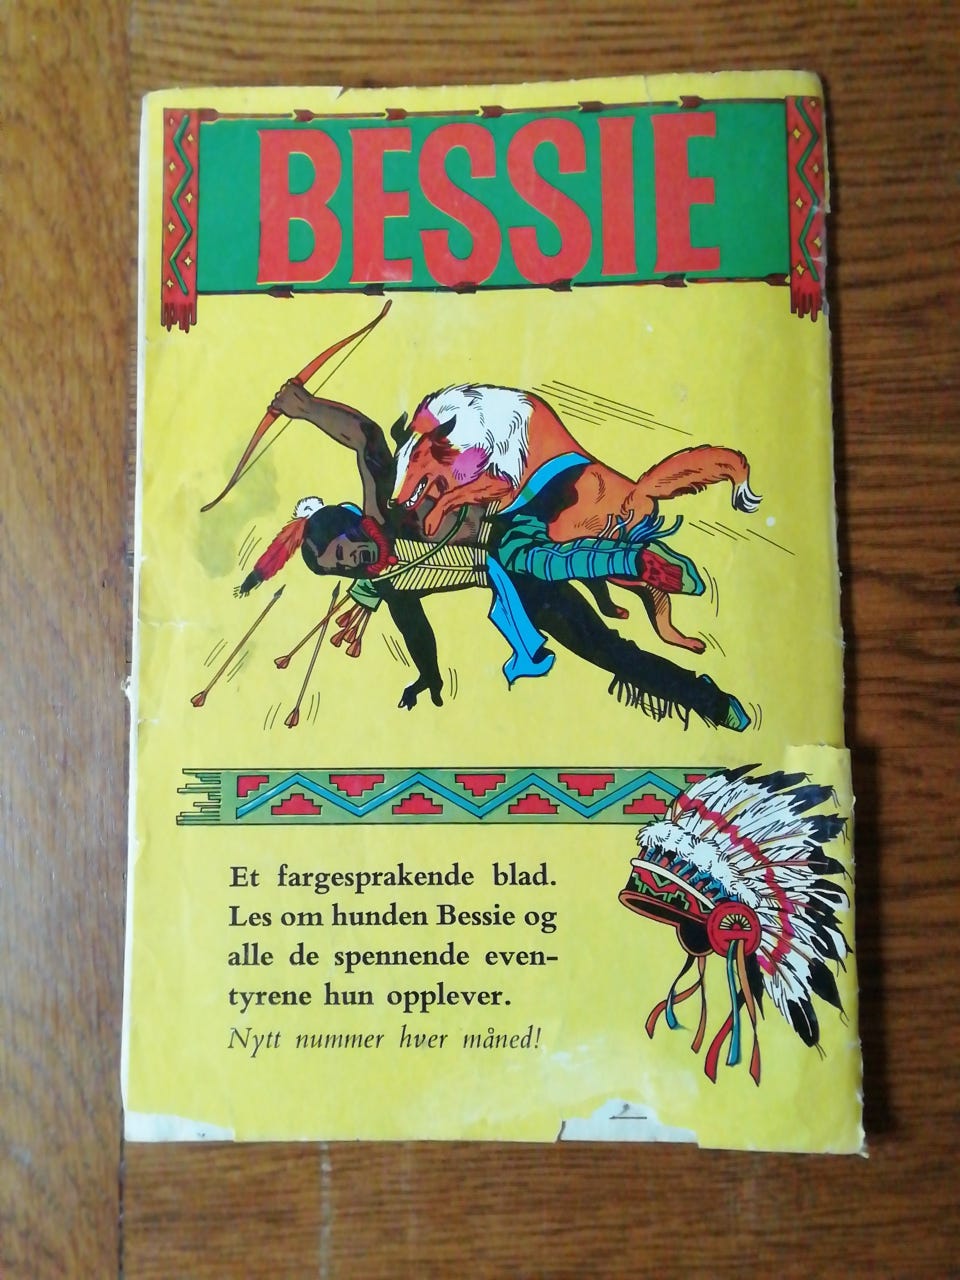 BESSIE
Et fargesprakende blad.
Les om hunden Bessie og
alle de spennende even-
tyrene hun opplever.
Nytt nummer hver måned!